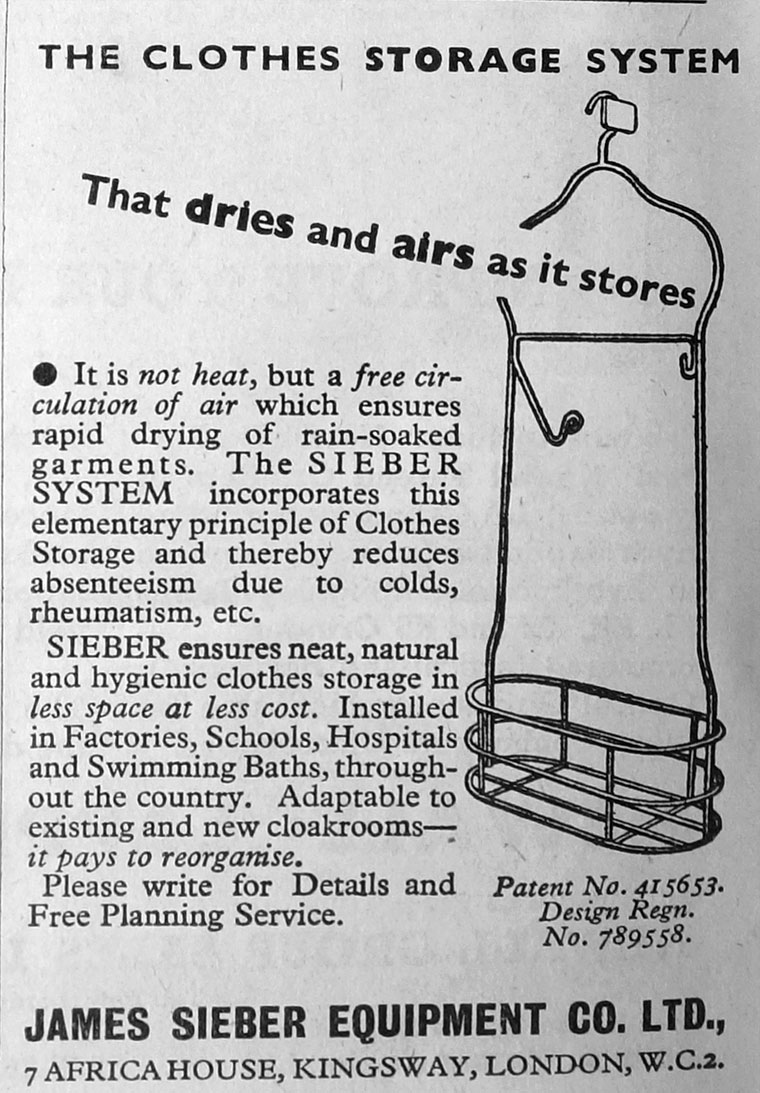 THE CLOTHES STORAGE SYSTEM
That dries and airs as it stores
● It is not heat, but a free cir-
culation of air which ensures
rapid drying of rain-soaked
garments. The SIEBER
SYSTEM incorporates this
elementary principle of Clothes
Storage and thereby reduces
absenteeism due to colds,
rheumatism, etc.
SIEBER ensures neat, natural
and hygienic clothes storage in
less space at less cost. Installed
in Factories, Schools, Hospitals
and Swimming Baths, through-
out the country. Adaptable to
existing and new cloakrooms—
it pays to reorganise.
Please write for Details and
Free Planning Service.
Patent No. 415653.
Design Regn.
No. 789558.
JAMES SIEBER EQUIPMENT CO. LTD.,
7 AFRICA HOUSE, KINGSWAY, LONDON, W.C.2.